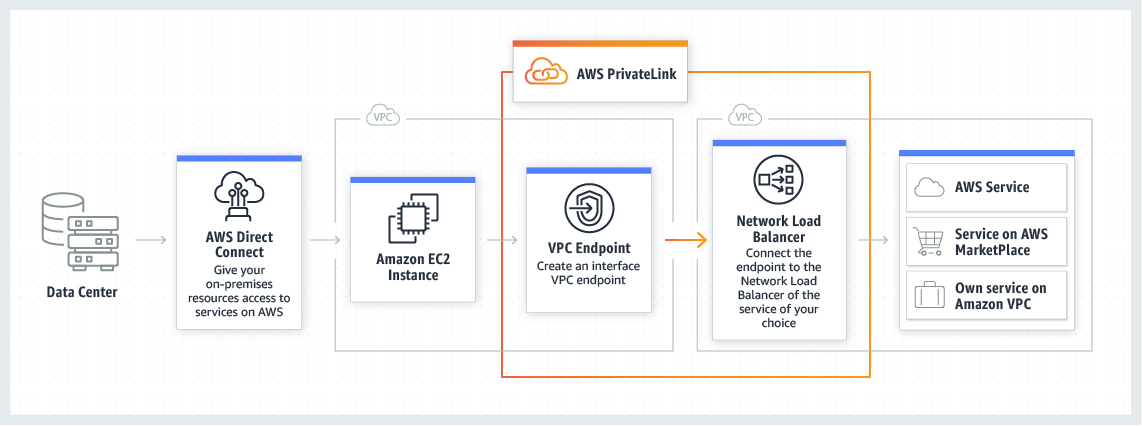 AWS PrivateLink
VPC
VPC
Data Center
AWS Direct
Connect
Give your
on-premises
resources access to
services on AWS
Amazon EC2
Instance
VPC Endpoint
Create an interface
VPC endpoint
Network Load
Balancer
Connect the
endpoint to the
Network Load
Balancer of the
service of your
choice
AWS Service
Service on AWS
MarketPlace
Own service on
Amazon VPC